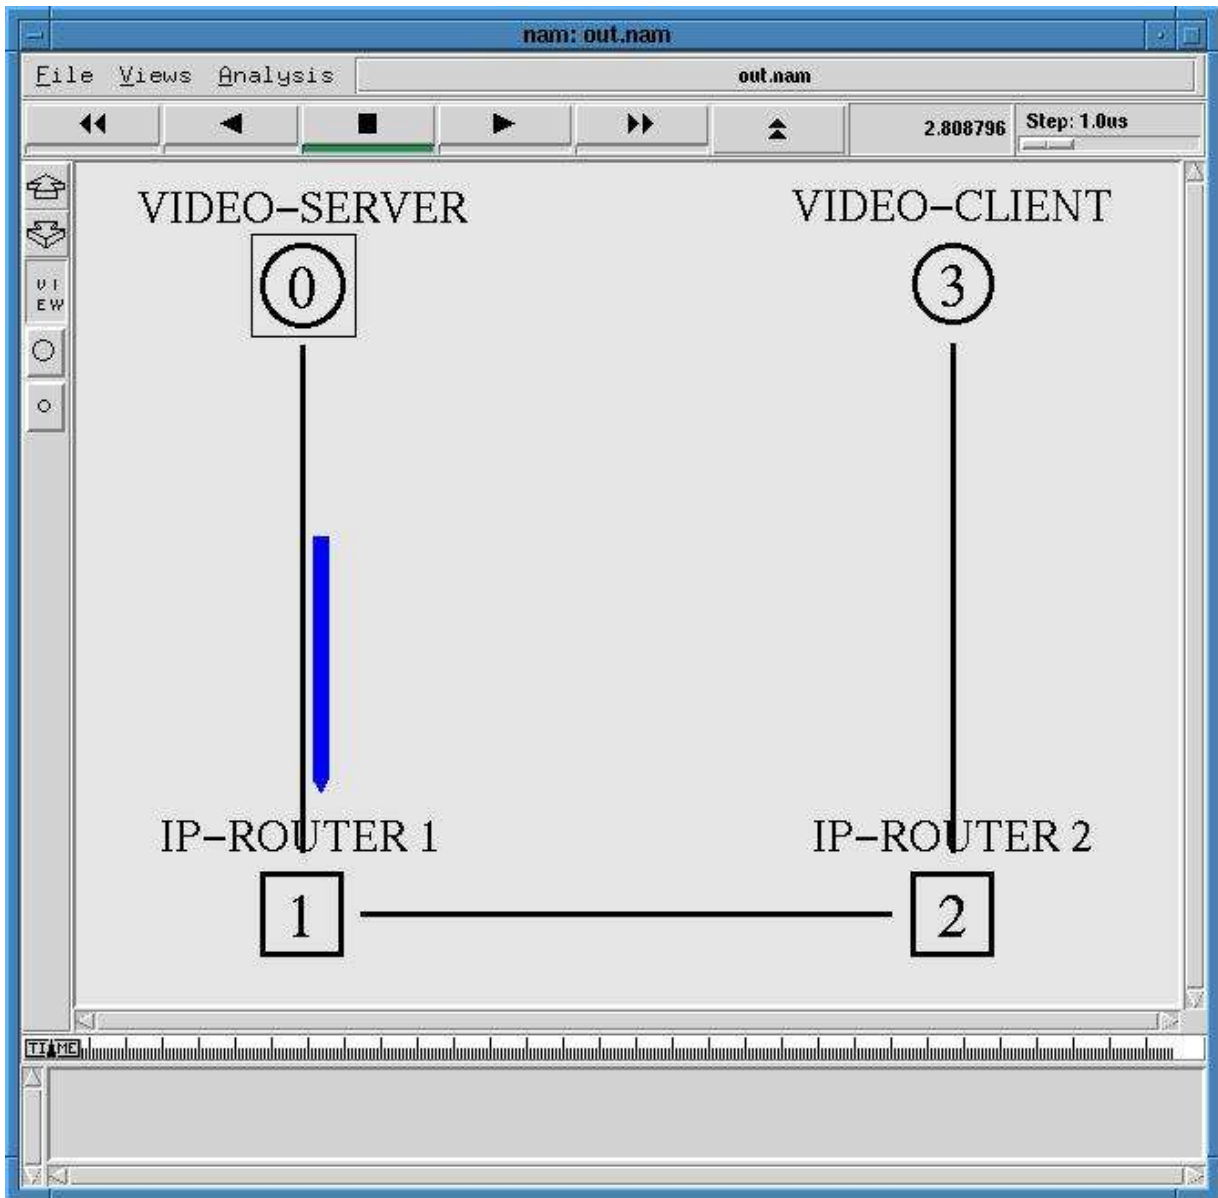 nam: out.nam
File Views Analysis out.nam
2.808796 Step: 1.0us
VIDEO–SERVER VIDEO–CLIENT
0 3
V I
E W
IP–ROUTER 1 IP–ROUTER 2
1 2
TIME